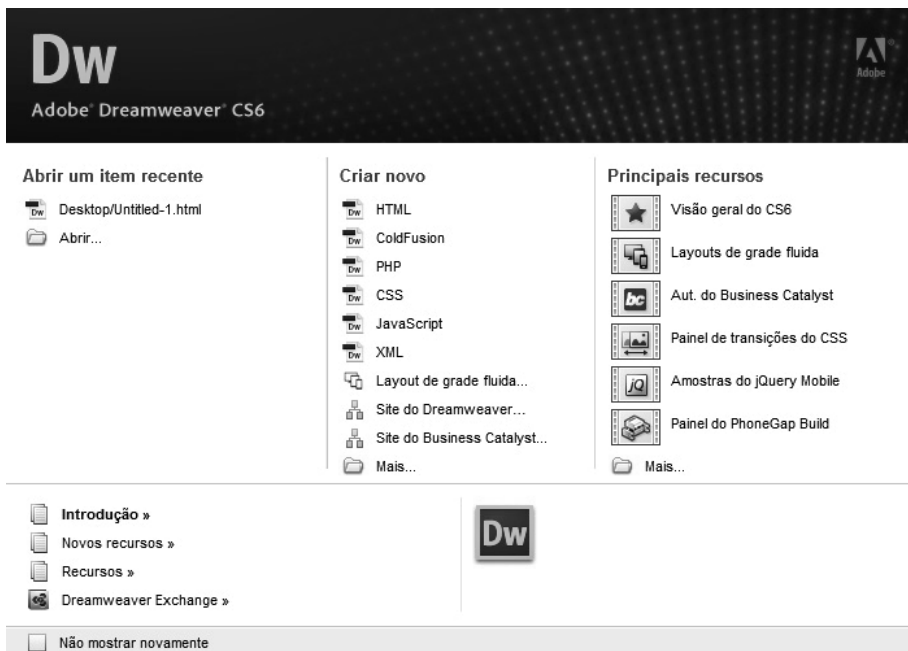 Dw
Adobe® Dreamweaver® CS6
Adobe®
Abrir um item recente
Desktop/Untitled-1.html
Abrir...
Criar novo
HTML
ColdFusion
PHP
CSS
JavaScript
XML
Layout de grade fluida...
Site do Dreamweaver...
Site do Business Catalyst...
Mais...
Principais recursos
Visão geral do CS6
Layouts de grade fluida
bc Aut. do Business Catalyst
Painel de transições do CSS
jQ Amostras do jQuery Mobile
Painel do PhoneGap Build
Mais...
Introdução »
Novos recursos »
Recursos »
Dreamweaver Exchange »
Dw
Não mostrar novamente